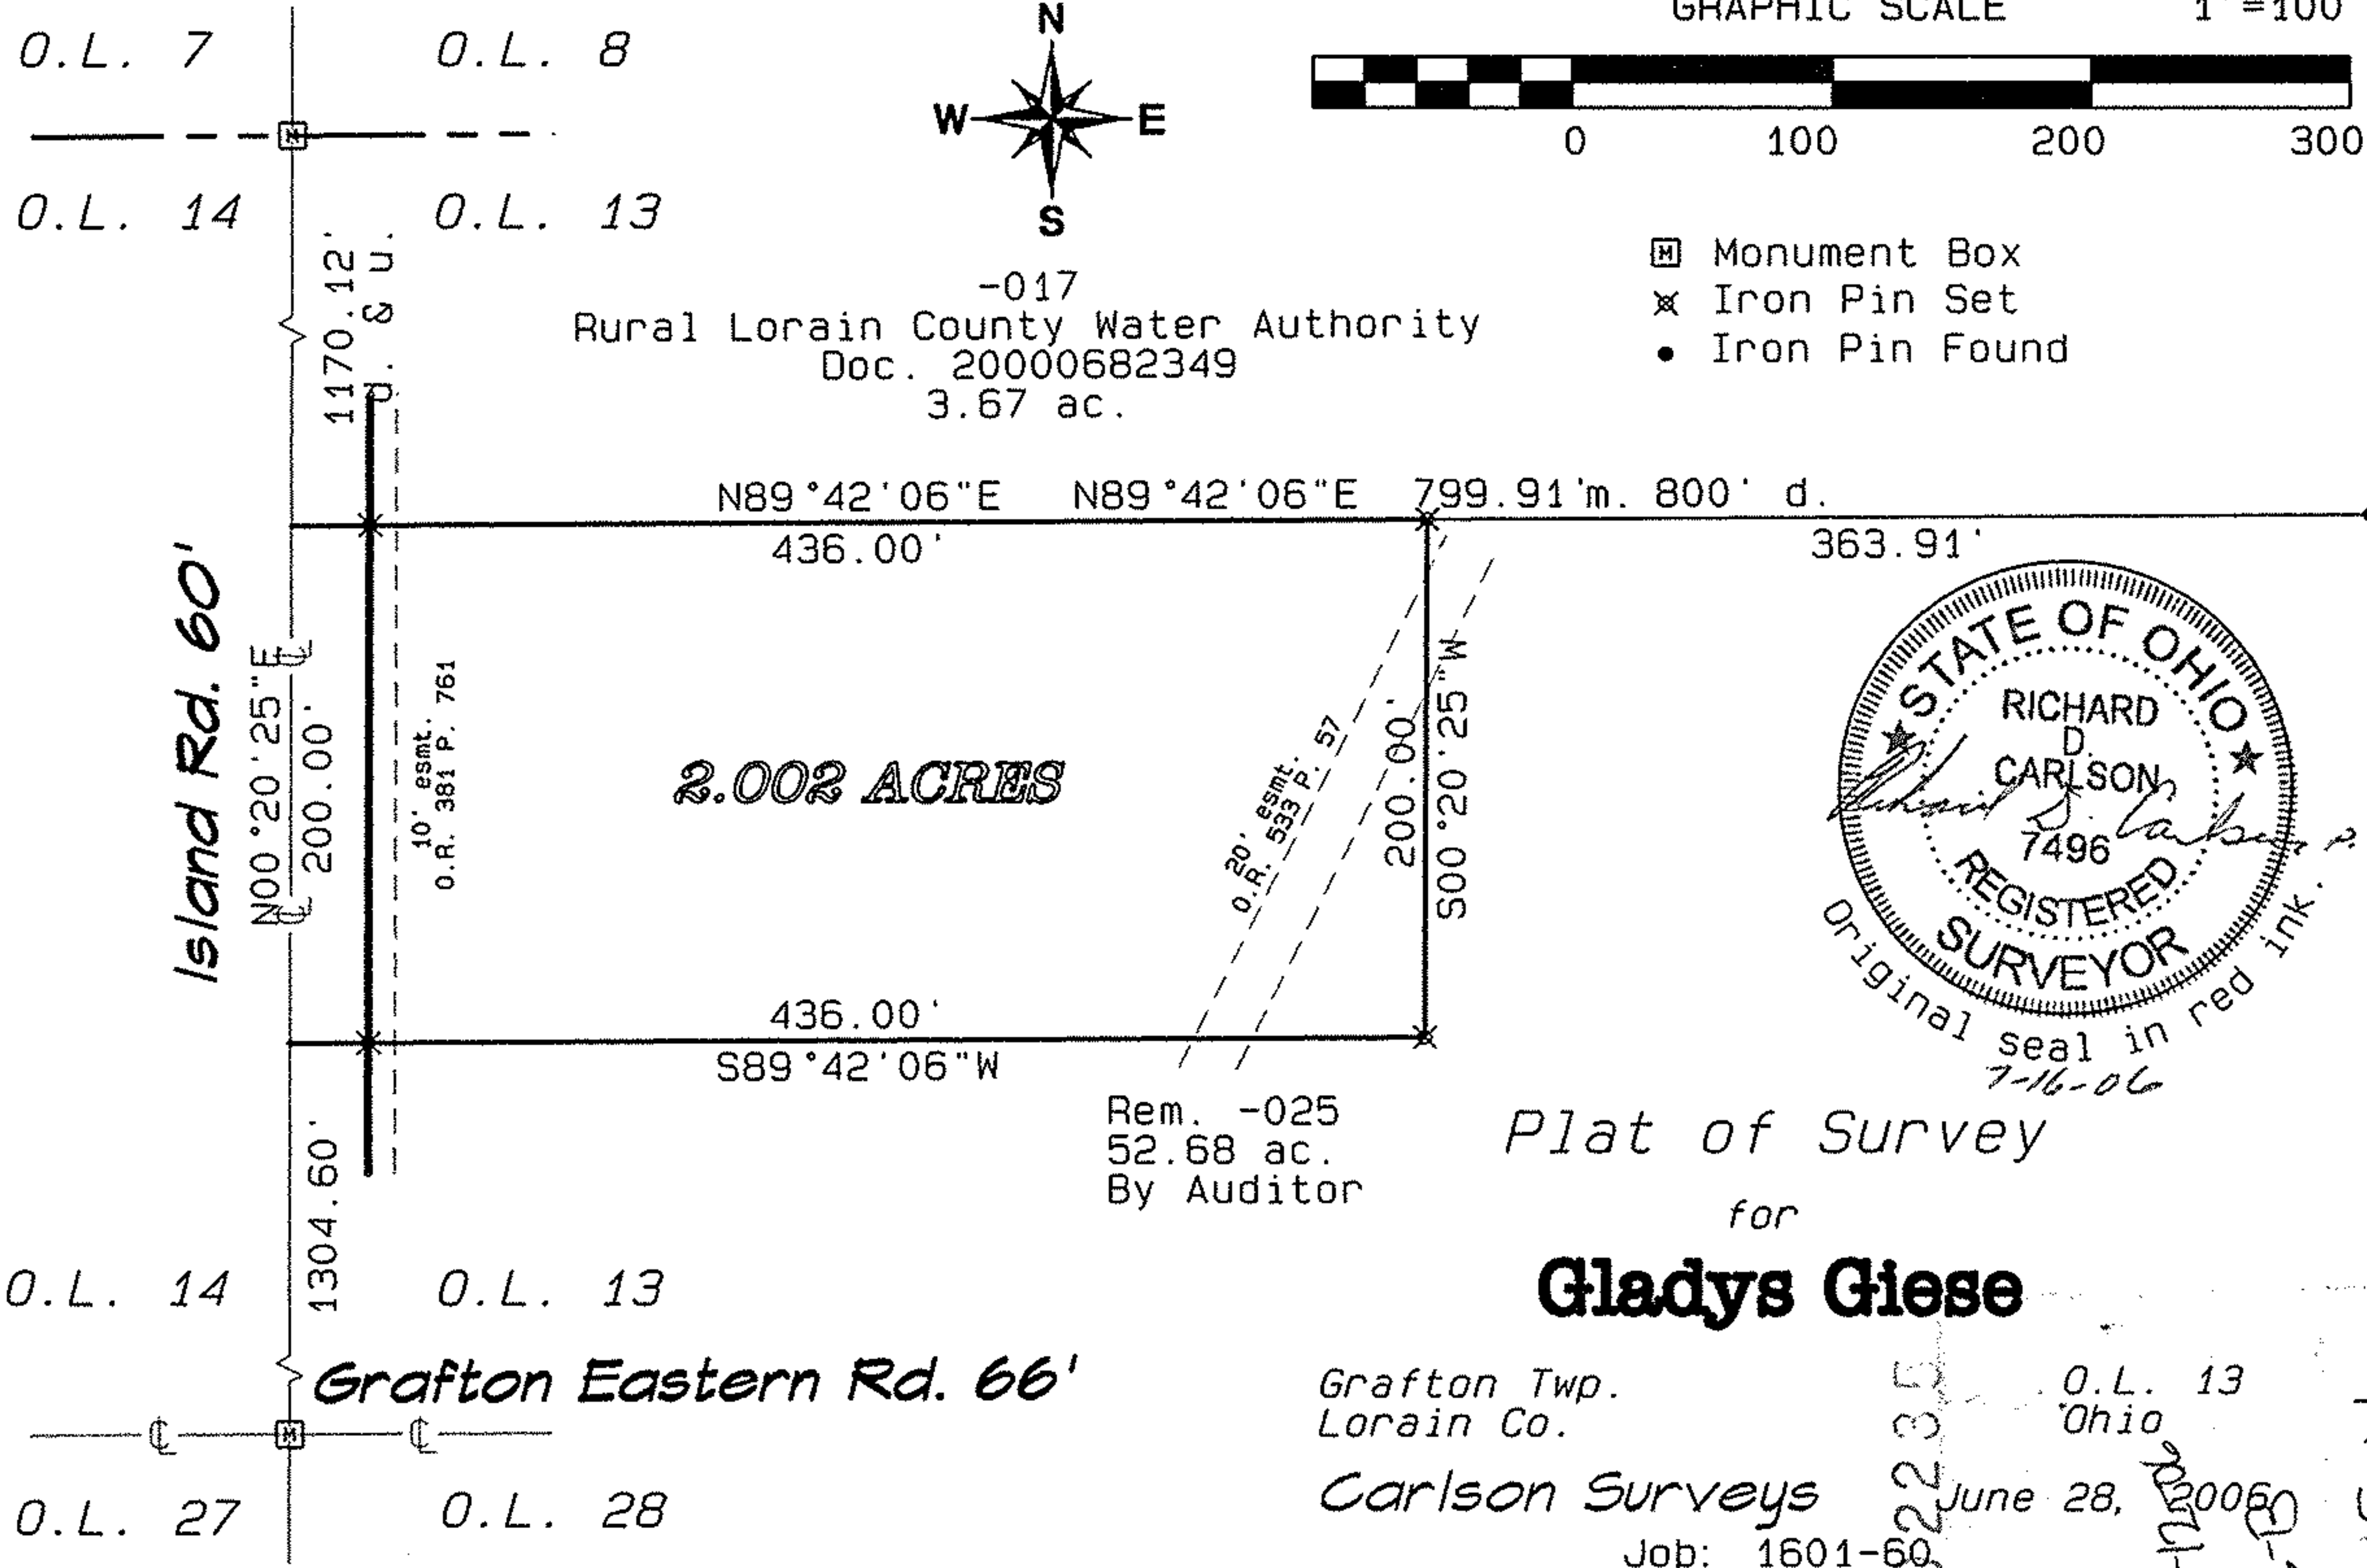 GRAPHIC SCALE 1"=100'
O.L. 7 O.L. 8
N
W E
S
0 100 200 300
O.L. 14 O.L. 13
1170.12'
d. & u.
M Monument Box
Iron Pin Set
Iron Pin Found
-017
Rural Lorain County Water Authority
Doc. 20000682349
3.67 ac.
N89°42'06"E N89°42'06"E 799.91'm. 800' d.
436.00' 363.91'
Island Rd. 60'
N00°20'25"E
200.00'
10' esmt.
O.R. 381 P. 761
2.002 ACRES
20' esmt.
O.R. 533 P. 57
200.00'
S00°20'25"W
STATE OF OHIO
RICHARD
D.
CARLSON
7496
REGISTERED
SURVEYOR
Richard D. Carlson P.
Original seal in red ink.
7-16-06
436.00'
S89°42'06"W
Rem. -025
52.68 ac.
By Auditor
Plat of Survey
for
Gladys Giese
1304.60'
O.L. 14 O.L. 13
Grafton Eastern Rd. 66'
Grafton Twp. O.L. 13
Lorain Co. Ohio
O.L. 27 O.L. 28
Carlson Surveys June 28, 2006
Job: 1601-60
2235